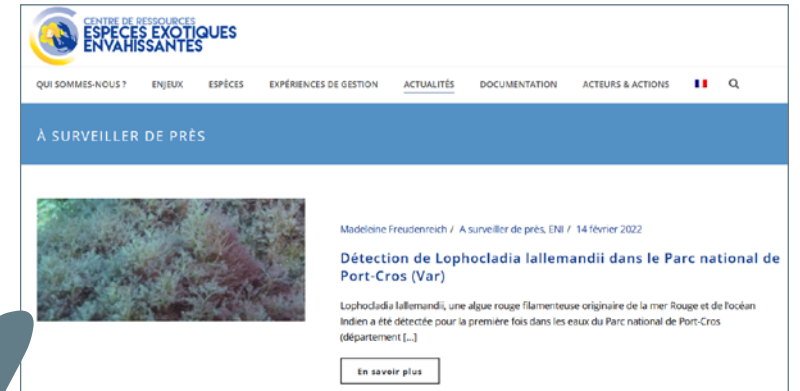 CENTRE DE RESSOURCES
ESPECES EXOTIQUES
ENVAHISSANTES
QUI SOMMES-NOUS ? ENJEUX ESPÈCES EXPÉRIENCES DE GESTION ACTUALITÉS DOCUMENTATION ACTEURS & ACTIONS
À SURVEILLER DE PRÈS
Madeleine Freudenreich / A surveiller de près, ENI / 14 février 2022
Détection de Lophocladia lallemandii dans le Parc national de
Port-Cros (Var)
Lophocladia lallemandii, une algue rouge filamenteuse originaire de la mer Rouge et de l'océan
Indien a été détectée pour la première fois dans les eaux du Parc national de Port-Cros
(département [...]
En savoir plus